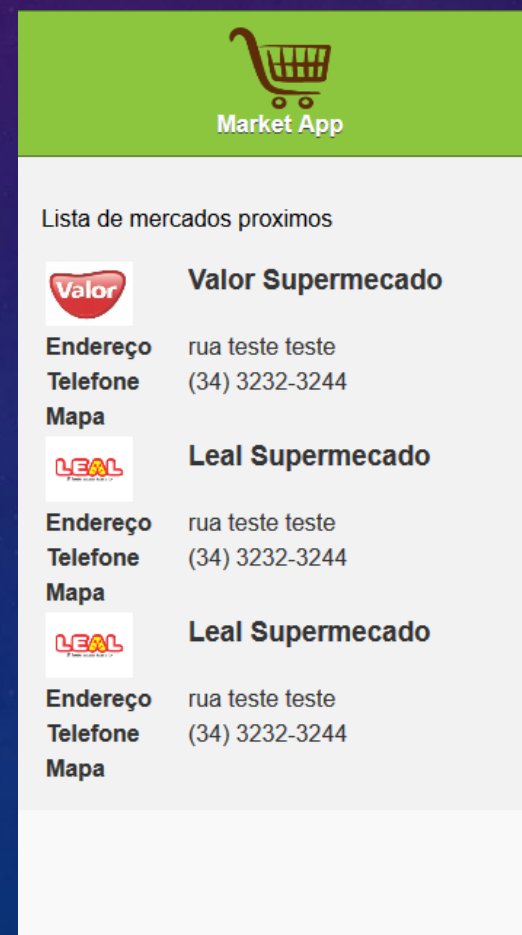 Market App
Lista de mercados proximos
Valor
Valor Supermecado
Endereço rua teste teste
Telefone (34) 3232-3244
Mapa
LEAL
Leal Supermecado
Endereço rua teste teste
Telefone (34) 3232-3244
Mapa
LEAL
Leal Supermecado
Endereço rua teste teste
Telefone (34) 3232-3244
Mapa